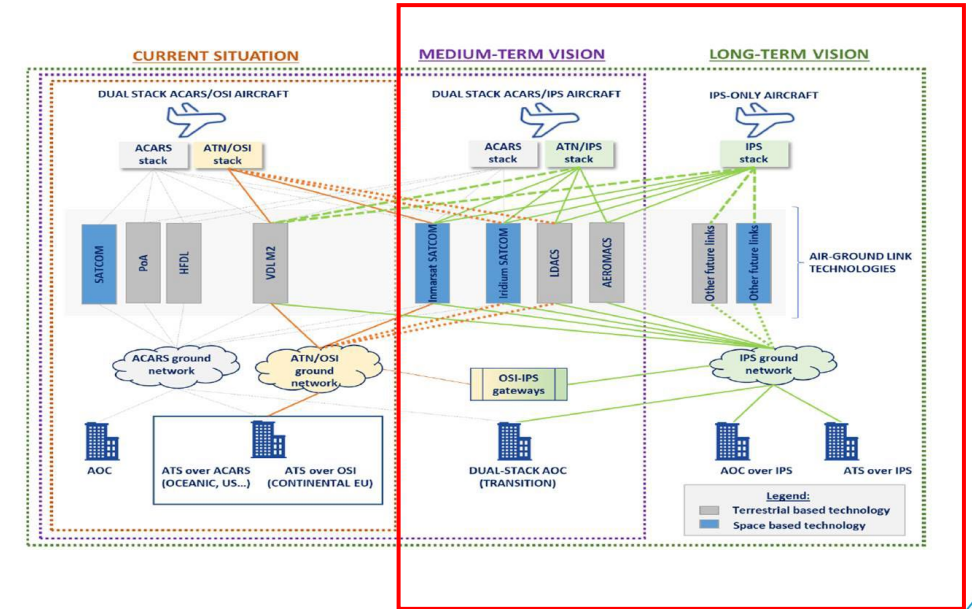 CURRENT SITUATION
MEDIUM-TERM VISION
LONG-TERM VISION
DUAL STACK ACARS/OSI AIRCRAFT
DUAL STACK ACARS/IPS AIRCRAFT
IPS-ONLY AIRCRAFT
ACARS
stack
ATN/OSI
stack
ACARS
stack
ATN/IPS
stack
IPS
stack
SATCOM
PoA
HFDL
VDL M2
Inmarsat SATCOM
Iridium SATCOM
LDACS
AEROMACS
Other future links
Other future links
AIR-GROUND LINK
TECHNOLOGIES
ACARS ground
network
ATN/OSI
ground
network
OSI-IPS
gateways
IPS ground
network
AOC
ATS over ACARS
(OCEANIC, US...)
ATS over OSI
(CONTINENTAL EU)
DUAL-STACK AOC
(TRANSITION)
AOC over IPS
ATS over IPS
Legend:
Terrestrial based technology
Space based technology